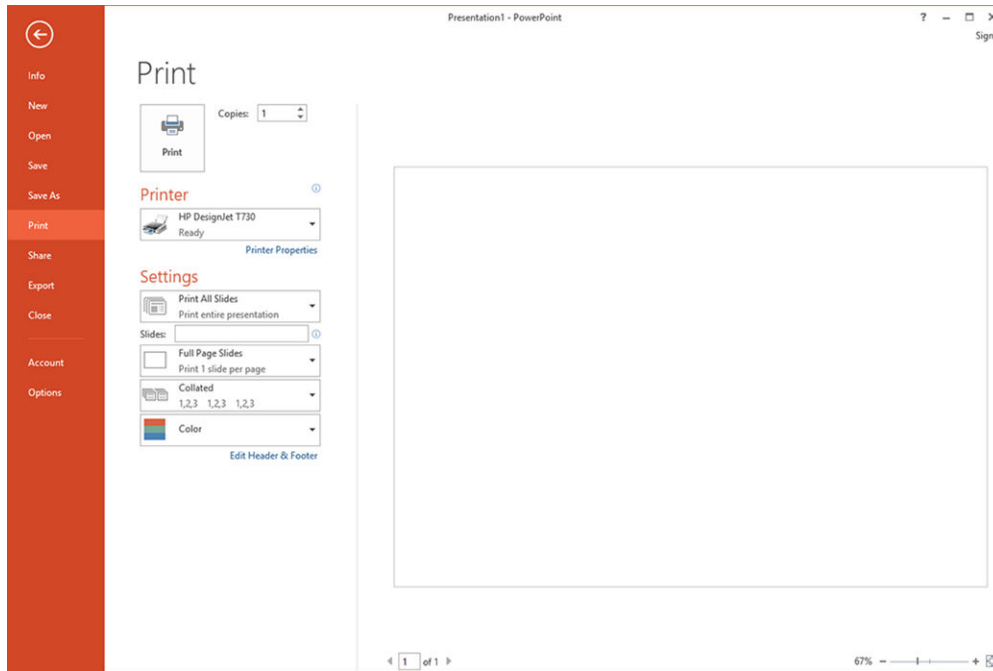 Presentation1 - PowerPoint
?
Sign
Info
New
Open
Save
Save As
Print
Share
Export
Close
Account
Options
Print
Print
Copies: 1
Printer
HP DesignJet T730
Ready
Printer Properties
Settings
Print All Slides
Print entire presentation
Slides:
Full Page Slides
Print 1 slide per page
Collated
1,2,3 1,2,3 1,2,3
Color
Edit Header & Footer
1 of 1
67% - +